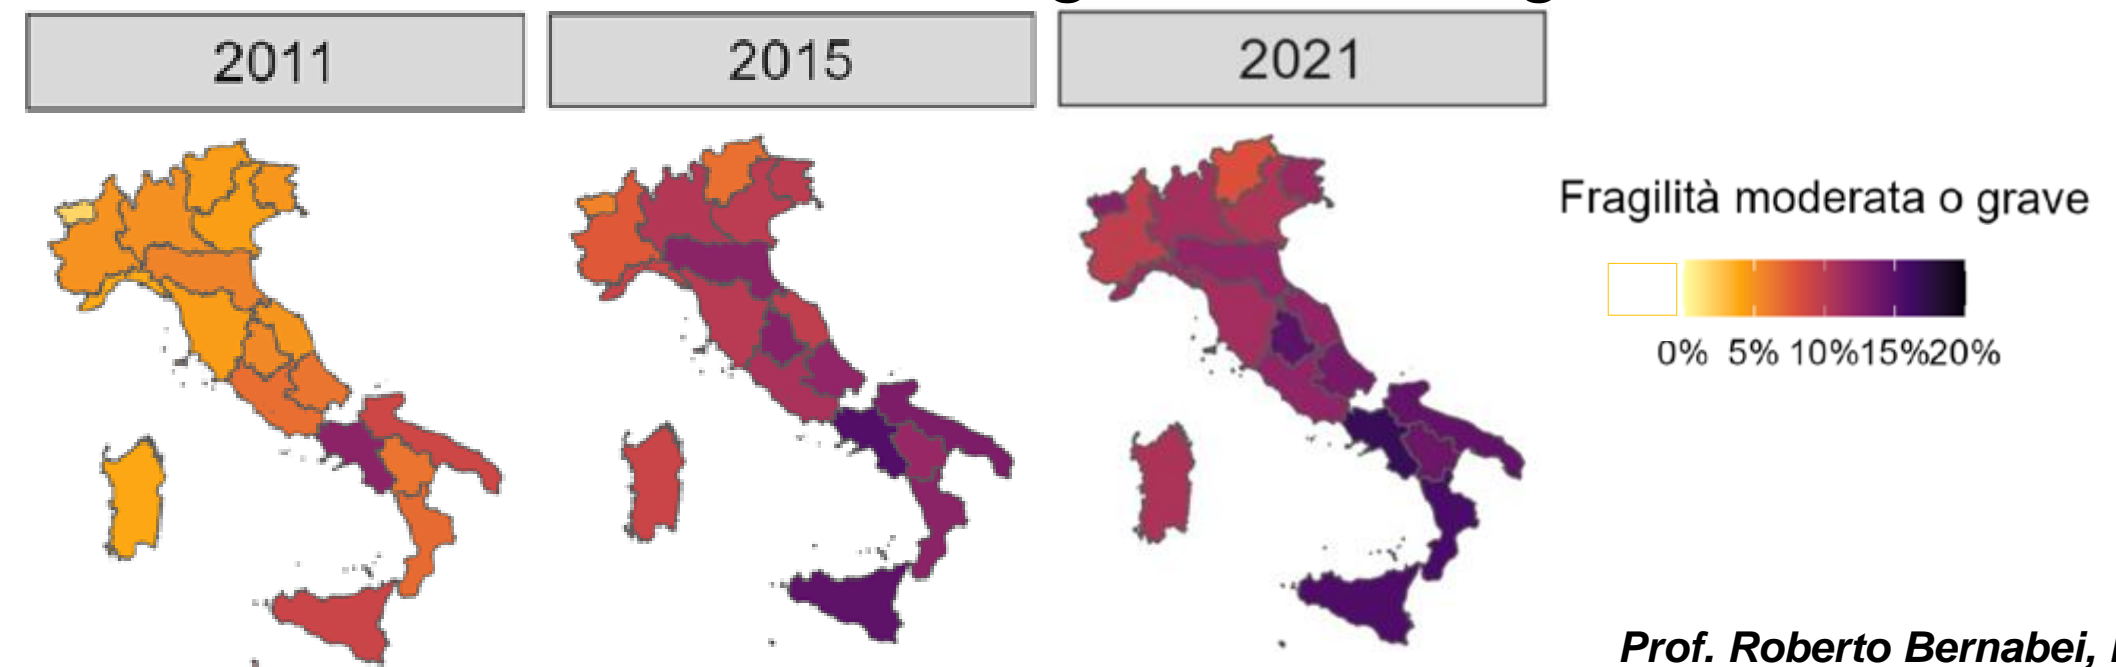 2011 2015 2021
Fragilità moderata o grave
0% 5% 10% 15% 20%
Prof. Roberto Bernabei,